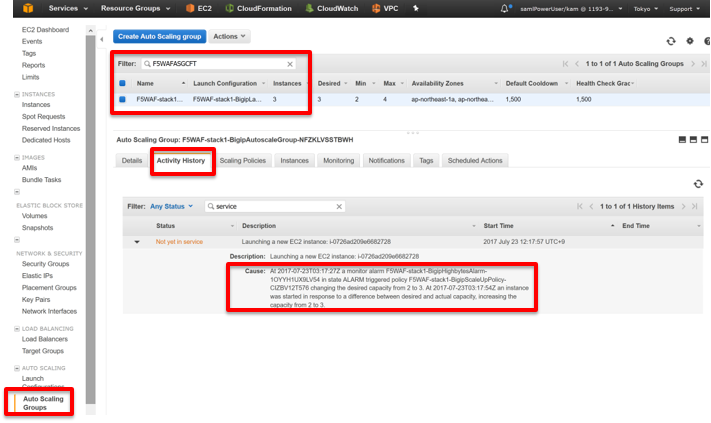 Services
Resource Groups
EC2
CloudFormation
CloudWatch
VPC
samiPowerUser/kam @ 1193-9...
Tokyo
Support
EC2 Dashboard
Events
Tags
Reports
Limits
INSTANCES
Instances
Spot Requests
Reserved Instances
Dedicated Hosts
IMAGES
AMIs
Bundle Tasks
ELASTIC BLOCK STORE
Volumes
Snapshots
NETWORK & SECURITY
Security Groups
Elastic IPs
Placement Groups
Key Pairs
Network Interfaces
LOAD BALANCING
Load Balancers
Target Groups
AUTO SCALING
Launch
Configurations
Auto Scaling
Groups
Create Auto Scaling group
Actions
Filter: F5WAFASGCFT
1 to 1 of 1 Auto Scaling Groups
Name Launch Configuration Instances Desired Min Max Availability Zones Default Cooldown Health Check Grac
F5WAF-stack1... F5WAF-stack1-BigipLa... 3 3 2 4 ap-northeast-1a, ap-northea... 1,500 1,500
Auto Scaling Group: F5WAF-stack1-BigipAutoscaleGroup-NFZKLVSSTBWH
Details Activity History Scaling Policies Instances Monitoring Notifications Tags Scheduled Actions
Filter: Any Status service
1 to 1 of 1 History Items
Status Description Start Time End Time
Not yet in service Launching a new EC2 instance: i-0726ad209e6682728 2017 July 23 12:17:57 UTC+9
Description: Launching a new EC2 instance: i-0726ad209e6682728
Cause: At 2017-07-23T03:17:27Z a monitor alarm F5WAF-stack1-BigipHighbytesAlarm-
1OYYH1UX9LV54 in state ALARM triggered policy F5WAF-stack1-BigipScaleUpPolicy-
CIZBV12T576 changing the desired capacity from 2 to 3. At 2017-07-23T03:17:54Z an instance
was started in response to a difference between desired and actual capacity, increasing the
capacity from 2 to 3.